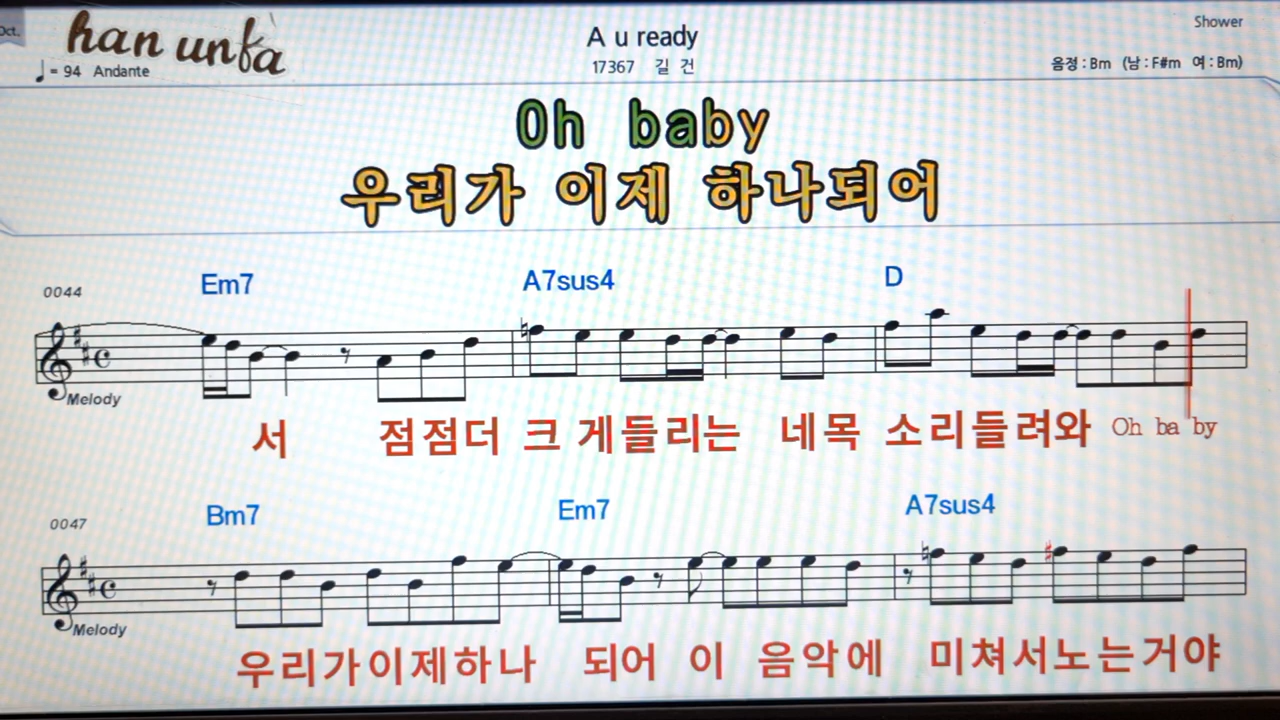 Oct.
han unfa
♩= 94 Andante
A u ready
17367 길 건
Shower
음정 : Bm (남 : F#m 여 : Bm)
Oh baby
우리가 이제 하나되어
0044 Em7 A7sus4 D
Melody
서 점점더 크 게들리는 네목 소리들려와 Oh ba by
0047 Bm7 Em7 A7sus4
Melody
우리가이제하나 되어 이 음악에 미쳐서노는거야